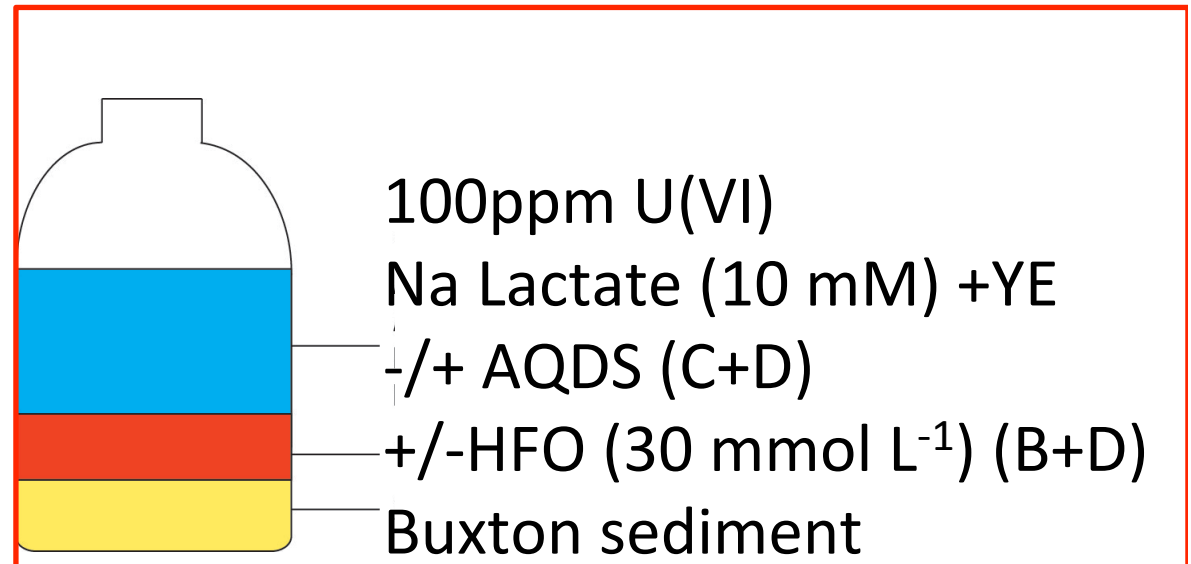 100ppm U(VI)
Na Lactate (10 mM) +YE
-/+ AQDS (C+D)
+/-HFO (30 mmol L⁻¹) (B+D)
Buxton sediment